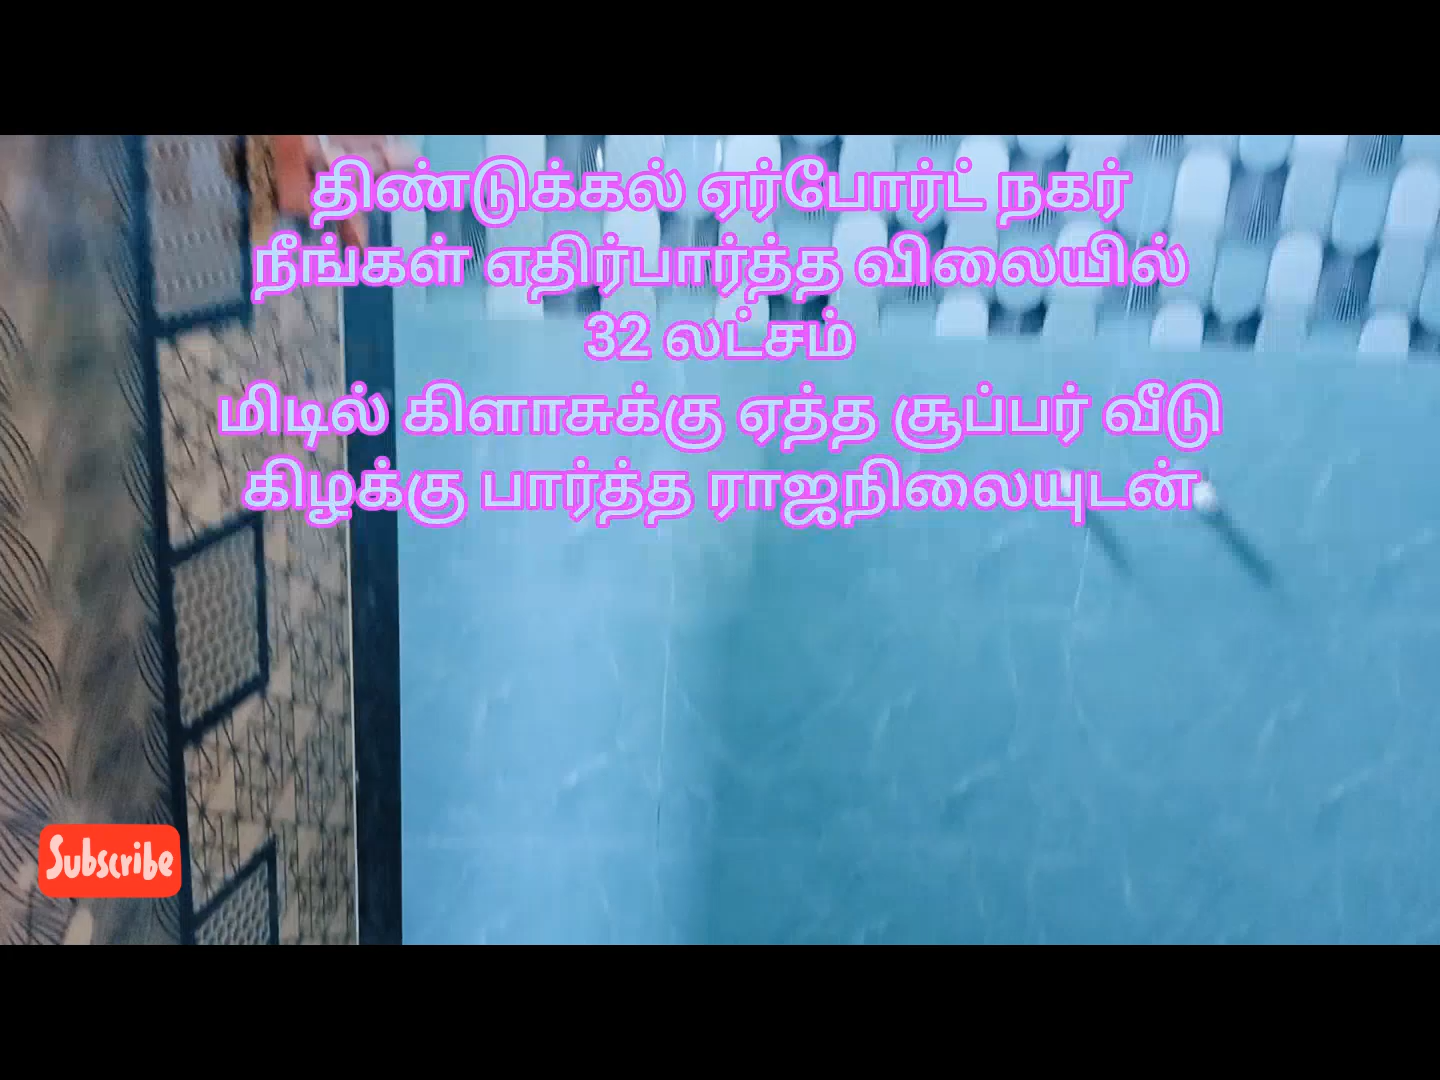 திண்டுக்கல் ஏர்போர்ட் நகர்
நீங்கள் எதிர்பார்த்த விலையில்
32 லட்சம்
மிடில் கிளாசுக்கு ஏத்த சூப்பர் வீடு
கிழக்கு பார்த்த ராஜநிலையுடன்
Subscribe